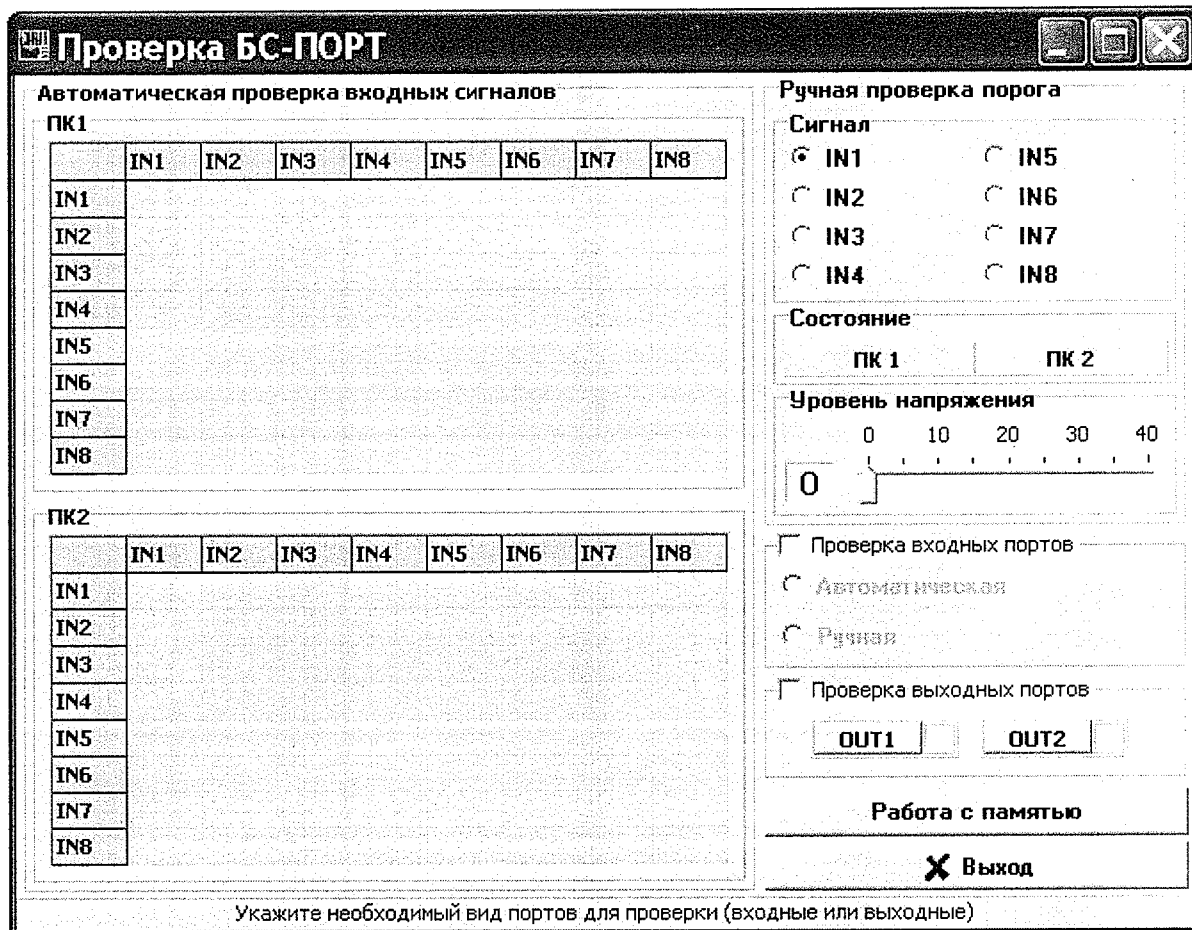 Проверка БС-ПОРТ
Автоматическая проверка входных сигналов
ПК1
IN1 IN2 IN3 IN4 IN5 IN6 IN7 IN8
IN1
IN2
IN3
IN4
IN5
IN6
IN7
IN8
ПК2
IN1 IN2 IN3 IN4 IN5 IN6 IN7 IN8
IN1
IN2
IN3
IN4
IN5
IN6
IN7
IN8
Ручная проверка порога
Сигнал
IN1 IN5
IN2 IN6
IN3 IN7
IN4 IN8
Состояние
ПК 1 ПК 2
Уровень напряжения
0 10 20 30 40
0
Проверка входных портов
Автоматическая
Ручная
Проверка выходных портов
OUT1 OUT2
Работа с памятью
Выход
Укажите необходимый вид портов для проверки (входные или выходные)